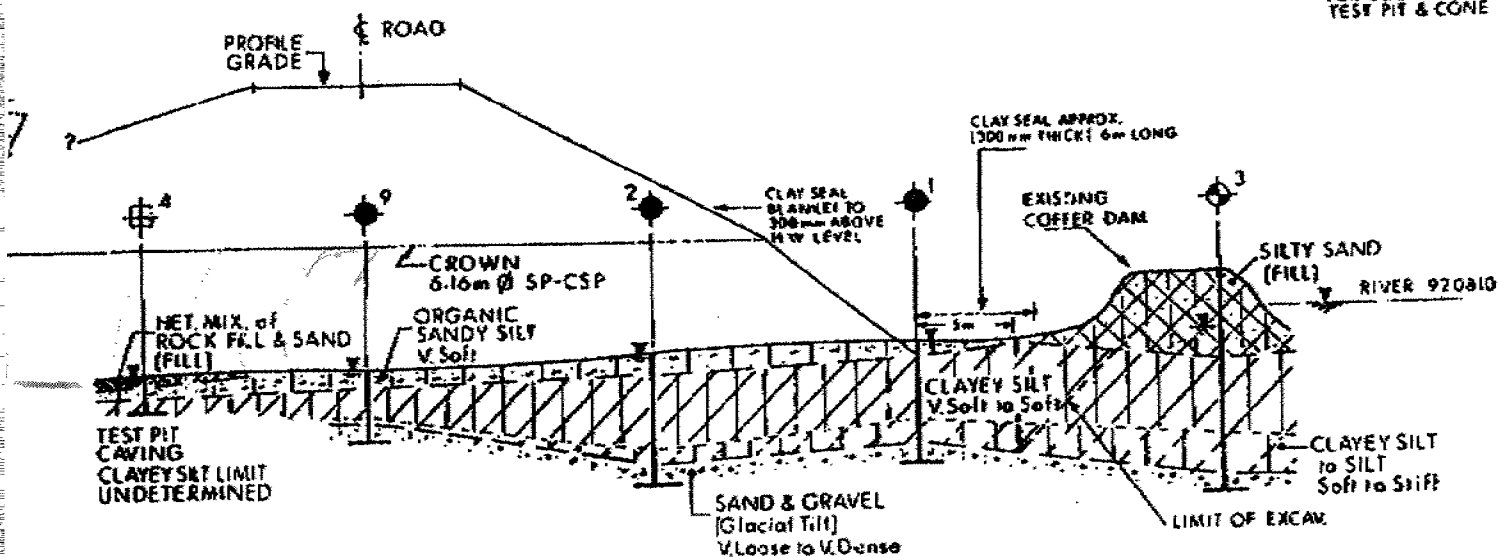 TEST PIT & CONE
℄ ROAD
PROFILE
GRADE
?
CLAY SEAL APPROX.
1300 mm THICK 6m LONG
4
9
2
1
3
CLAY SEAL
BLANKET TO
300mm ABOVE
H.W. LEVEL
EXISTING
COFFER DAM
SILTY SAND
(FILL)
RIVER 920810
CROWN
6.16m Ø SP-CSP
HET. MIX. of
ROCK FILL & SAND
(FILL)
ORGANIC
SANDY SILT
V.Soft
5m
CLAYEY SILT
V.Soft to Soft
TEST PIT
CAVING
CLAYEY SILT LIMIT
UNDETERMINED
CLAYEY SILT
to SILT
Soft to Stiff
SAND & GRAVEL
(Glacial Till)
V.Loose to V.Dense
LIMIT OF EXCAV.